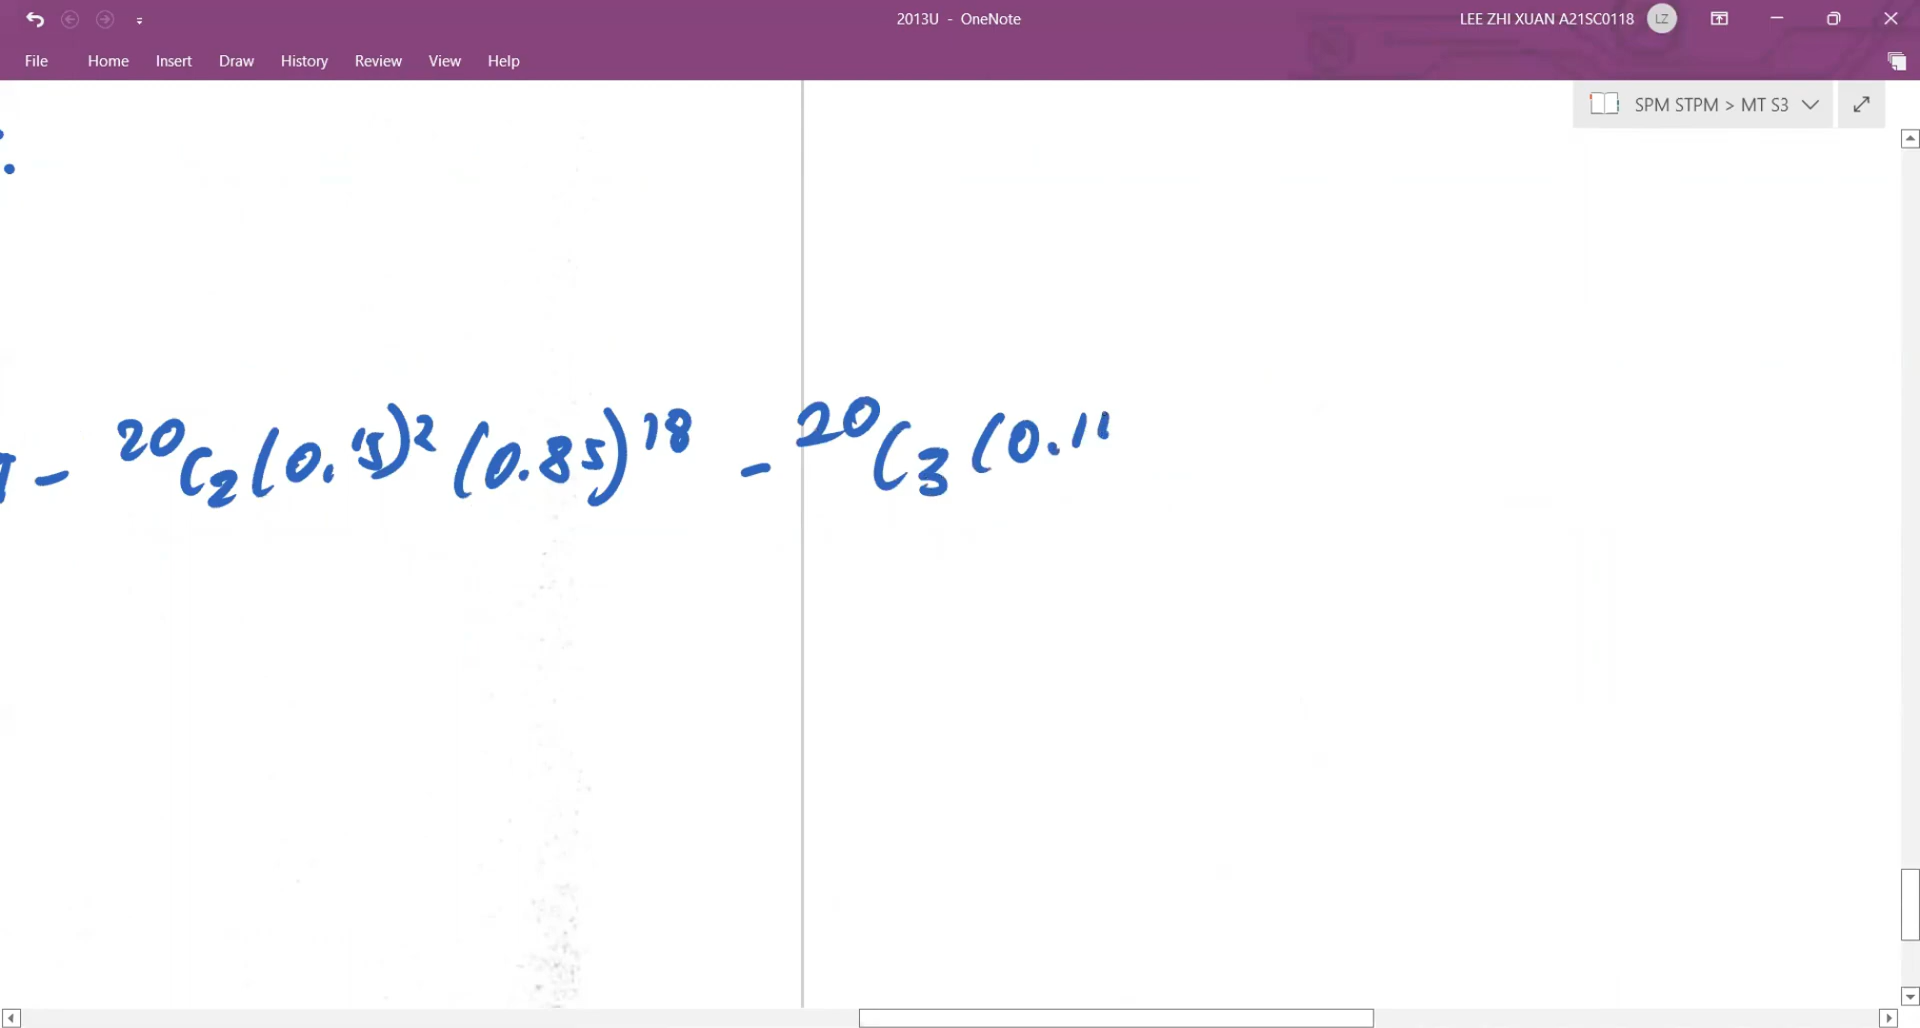 2013U - OneNote
LEE ZHI XUAN A21SC0118 LZ
File Home Insert Draw History Review View Help
SPM STPM > MT S3
- ²⁰C₂(0.15)² (0.85)¹⁸ - ²⁰C₃ (0.1